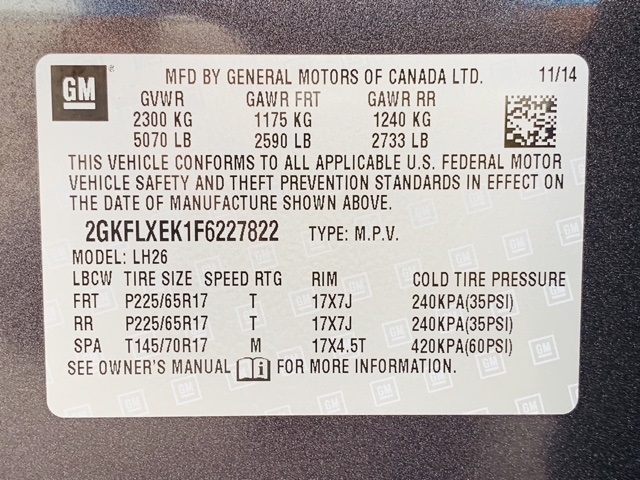 GM ® MFD BY GENERAL MOTORS OF CANADA LTD. 11/14
GVWR GAWR FRT GAWR RR
2300 KG 1175 KG 1240 KG
5070 LB 2590 LB 2733 LB
THIS VEHICLE CONFORMS TO ALL APPLICABLE U.S. FEDERAL MOTOR
VEHICLE SAFETY AND THEFT PREVENTION STANDARDS IN EFFECT ON
THE DATE OF MANUFACTURE SHOWN ABOVE.
2GKFLXEK1F6227822 TYPE: M.P.V.
MODEL: LH26
LBCW TIRE SIZE SPEED RTG RIM COLD TIRE PRESSURE
FRT P225/65R17 T 17X7J 240KPA(35PSI)
RR P225/65R17 T 17X7J 240KPA(35PSI)
SPA T145/70R17 M 17X4.5T 420KPA(60PSI)
SEE OWNER'S MANUAL i FOR MORE INFORMATION.